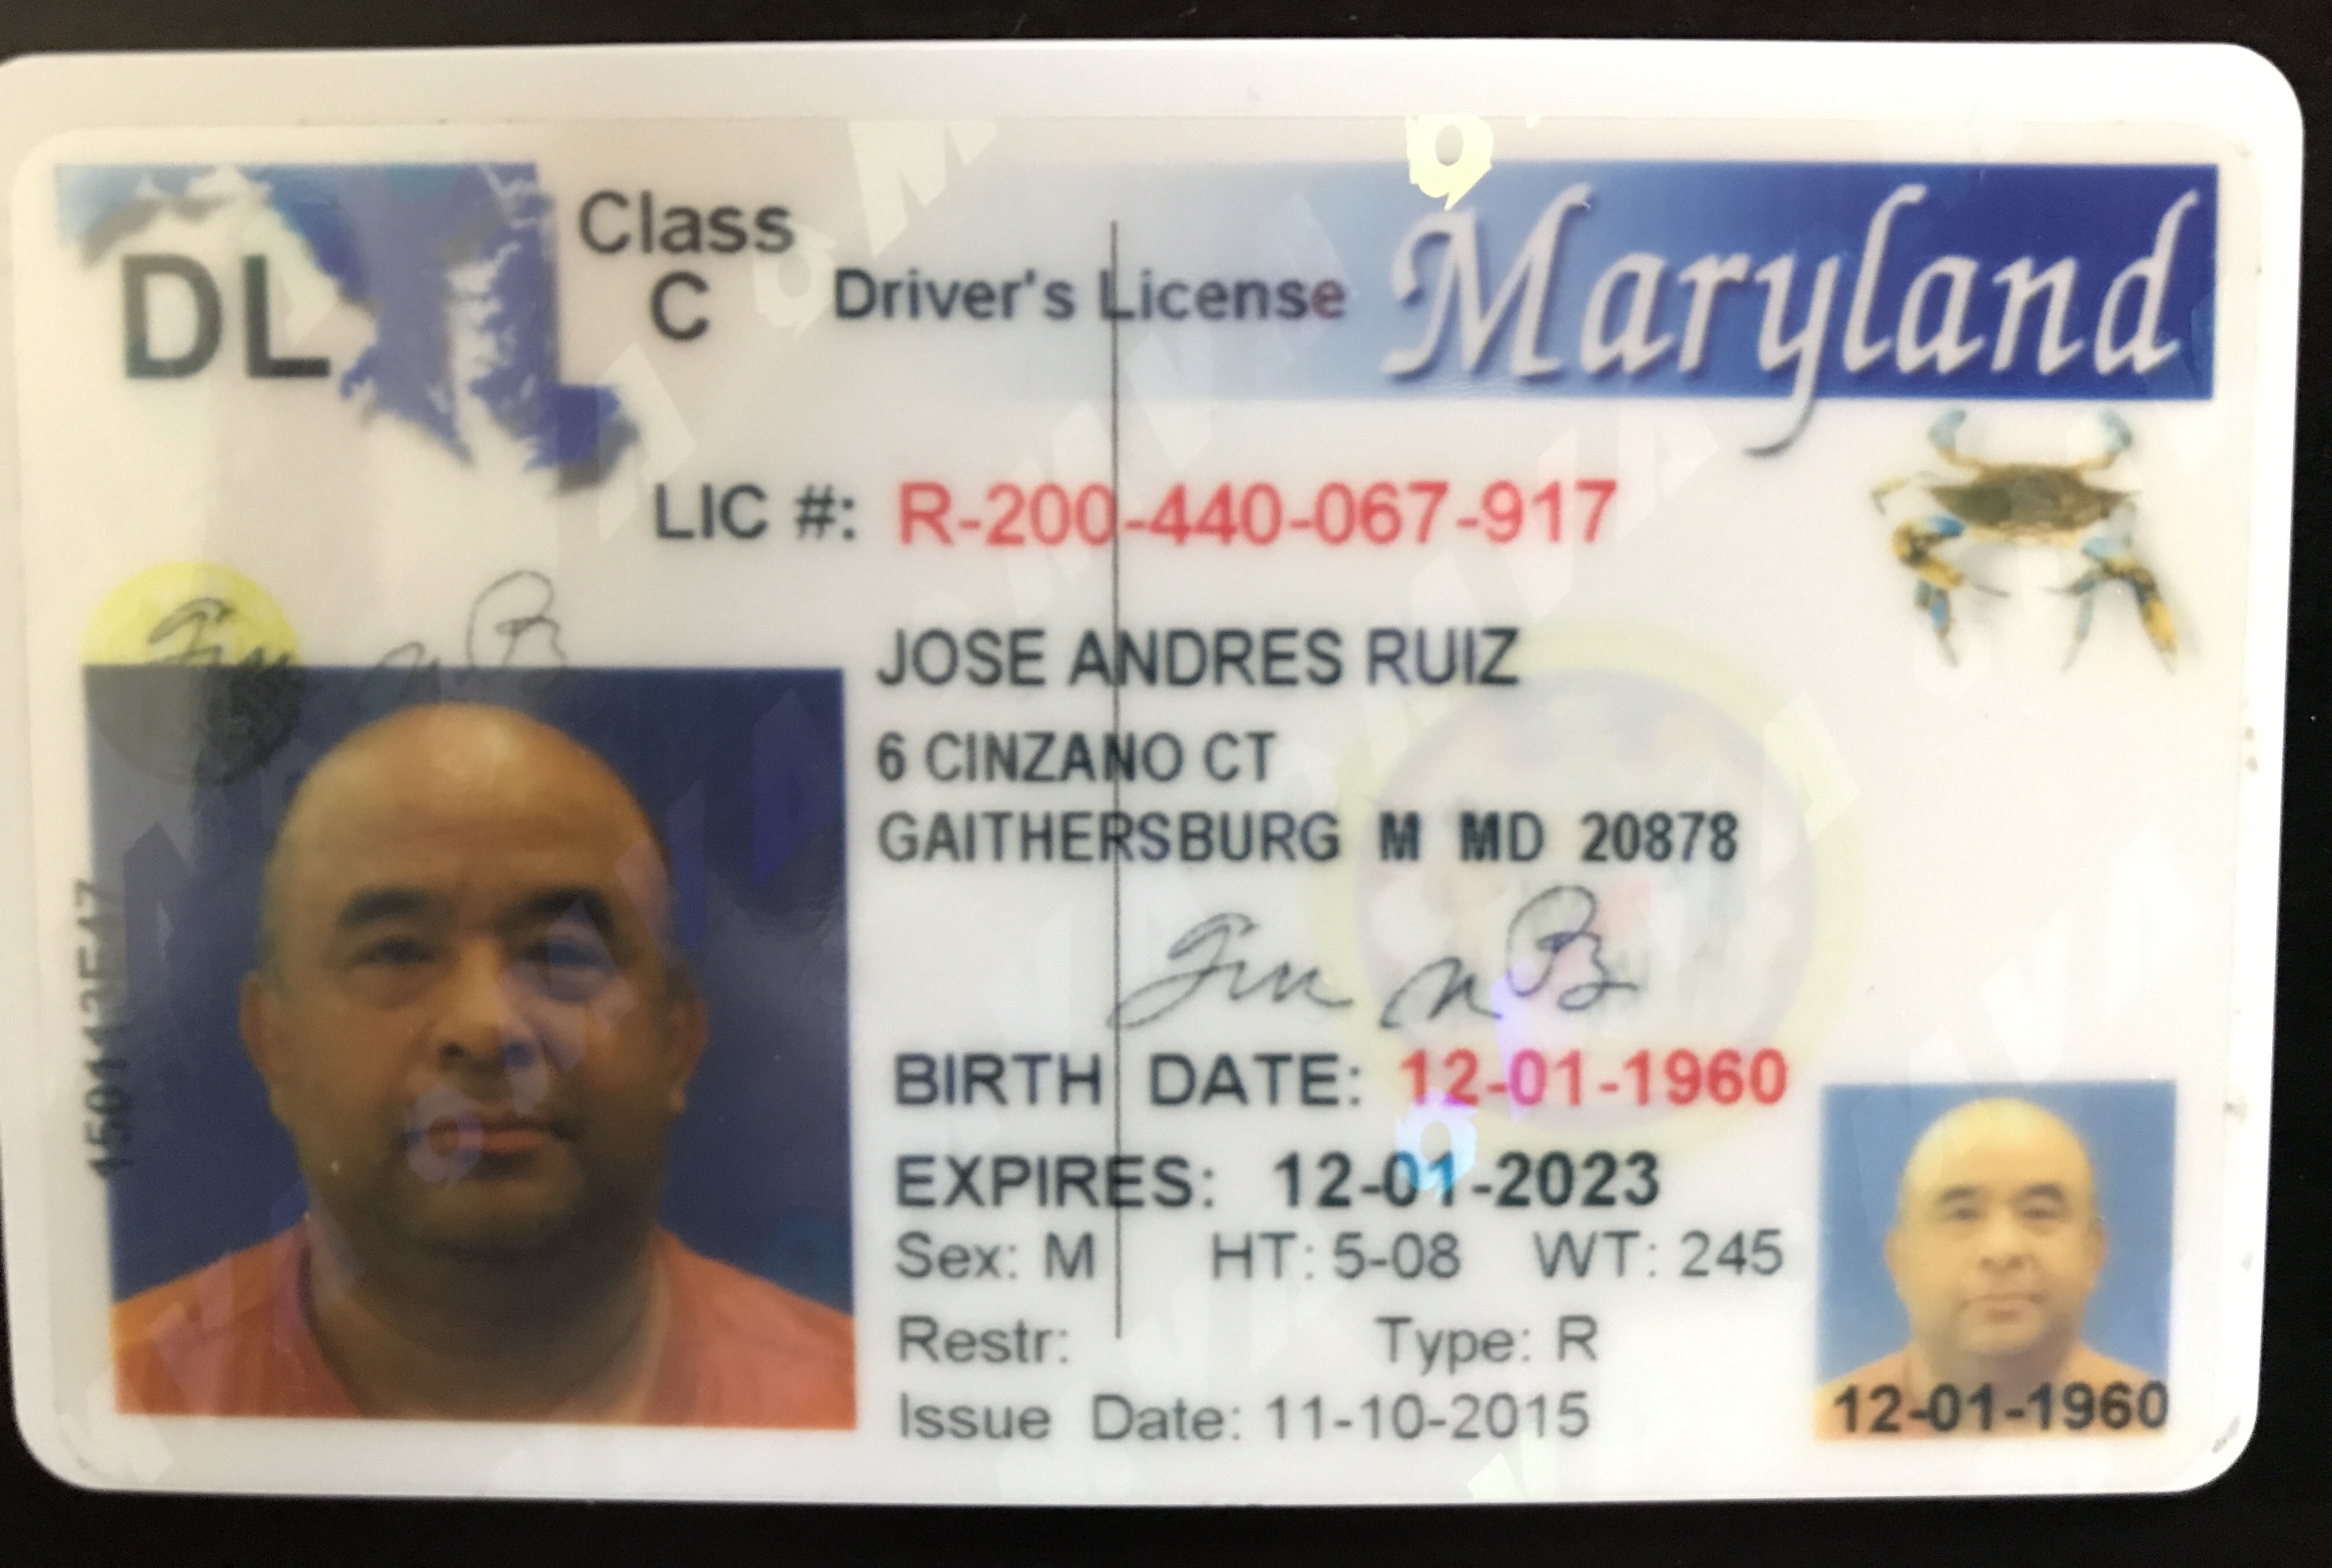 DL
Class
C
Driver's License
Maryland
LIC #: R-200-440-067-917
JOSE ANDRES RUIZ
6 CINZANO CT
GAITHERSBURG M MD 20878
BIRTH DATE: 12-01-1960
EXPIRES: 12-01-2023
Sex: M HT: 5-08 WT: 245
Restr: Type: R
Issue Date: 11-10-2015
12-01-1960